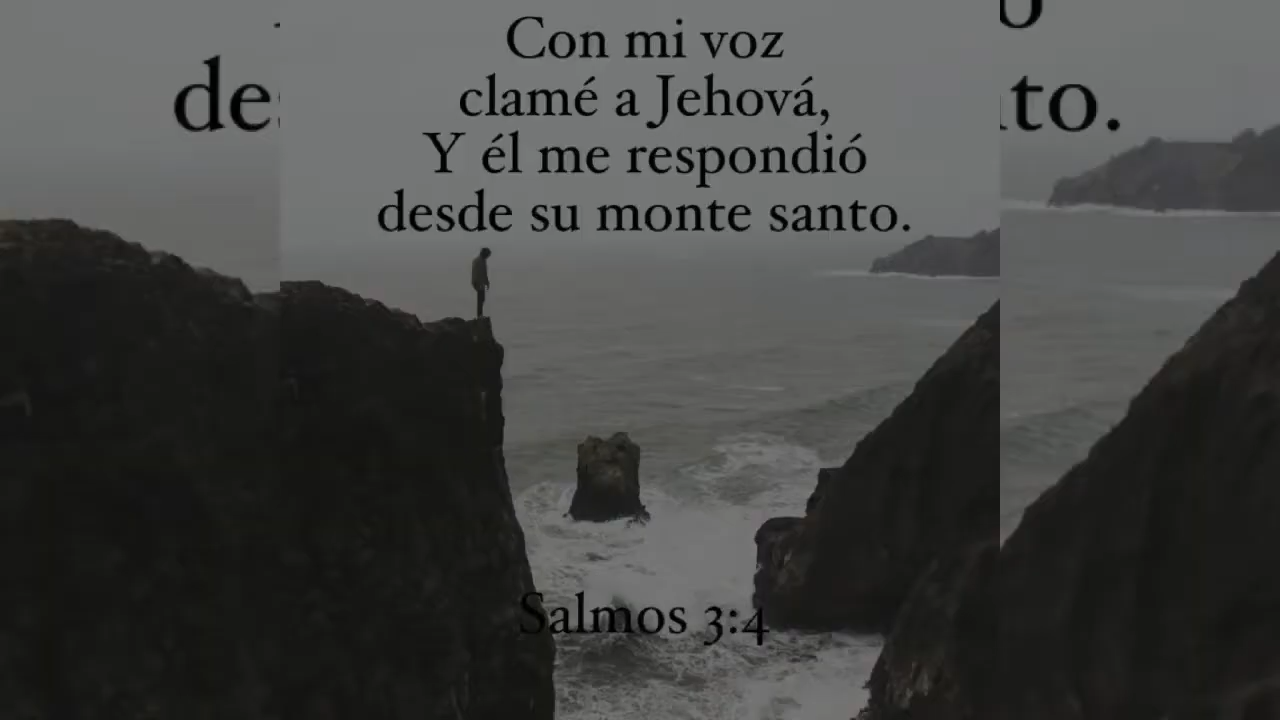 Con mi voz
clamé a Jehová,
Y él me respondió
desde su monte santo.
Salmos 3:4